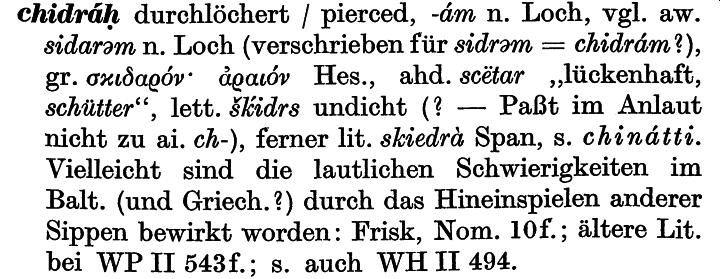 chidráḥ durchlöchert / pierced, -ám n. Loch, vgl. aw.
sidarəm n. Loch (verschrieben für sidrəm = chidrám?),
gr. σκιδαρόν· ἀραιόν Hes., ahd. scëtar „lückenhaft,
schütter“, lett. šk̓idrs undicht (? — Paßt im Anlaut
nicht zu ai. ch-), ferner lit. skiedrà Span, s. chinátti.
Vielleicht sind die lautlichen Schwierigkeiten im
Balt. (und Griech.?) durch das Hineinspielen anderer
Sippen bewirkt worden: Frisk, Nom. 10f.; ältere Lit.
bei WP II 543f.; s. auch WH II 494.